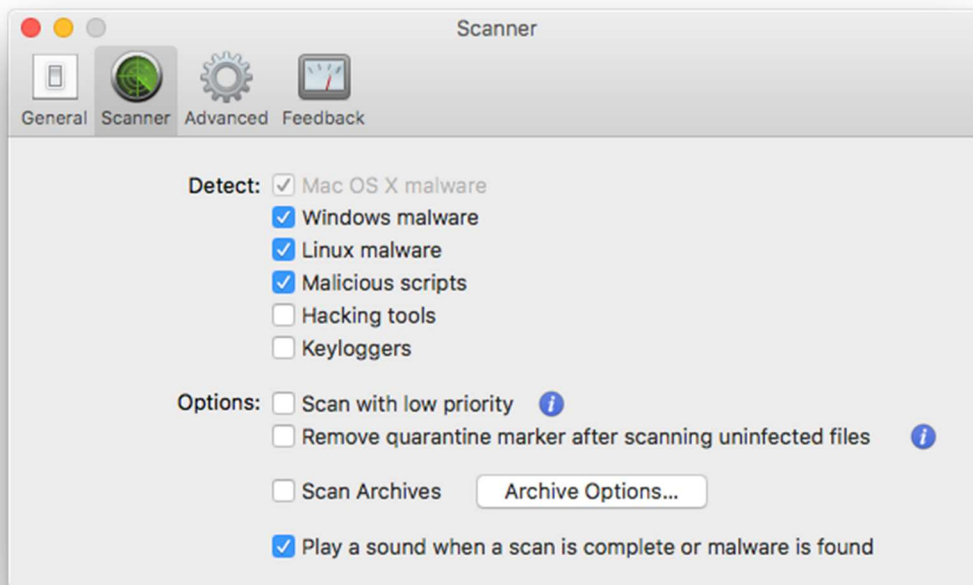 Scanner
General Scanner Advanced Feedback
Detect: Mac OS X malware
Windows malware
Linux malware
Malicious scripts
Hacking tools
Keyloggers
Options: Scan with low priority i
Remove quarantine marker after scanning uninfected files i
Scan Archives Archive Options...
Play a sound when a scan is complete or malware is found